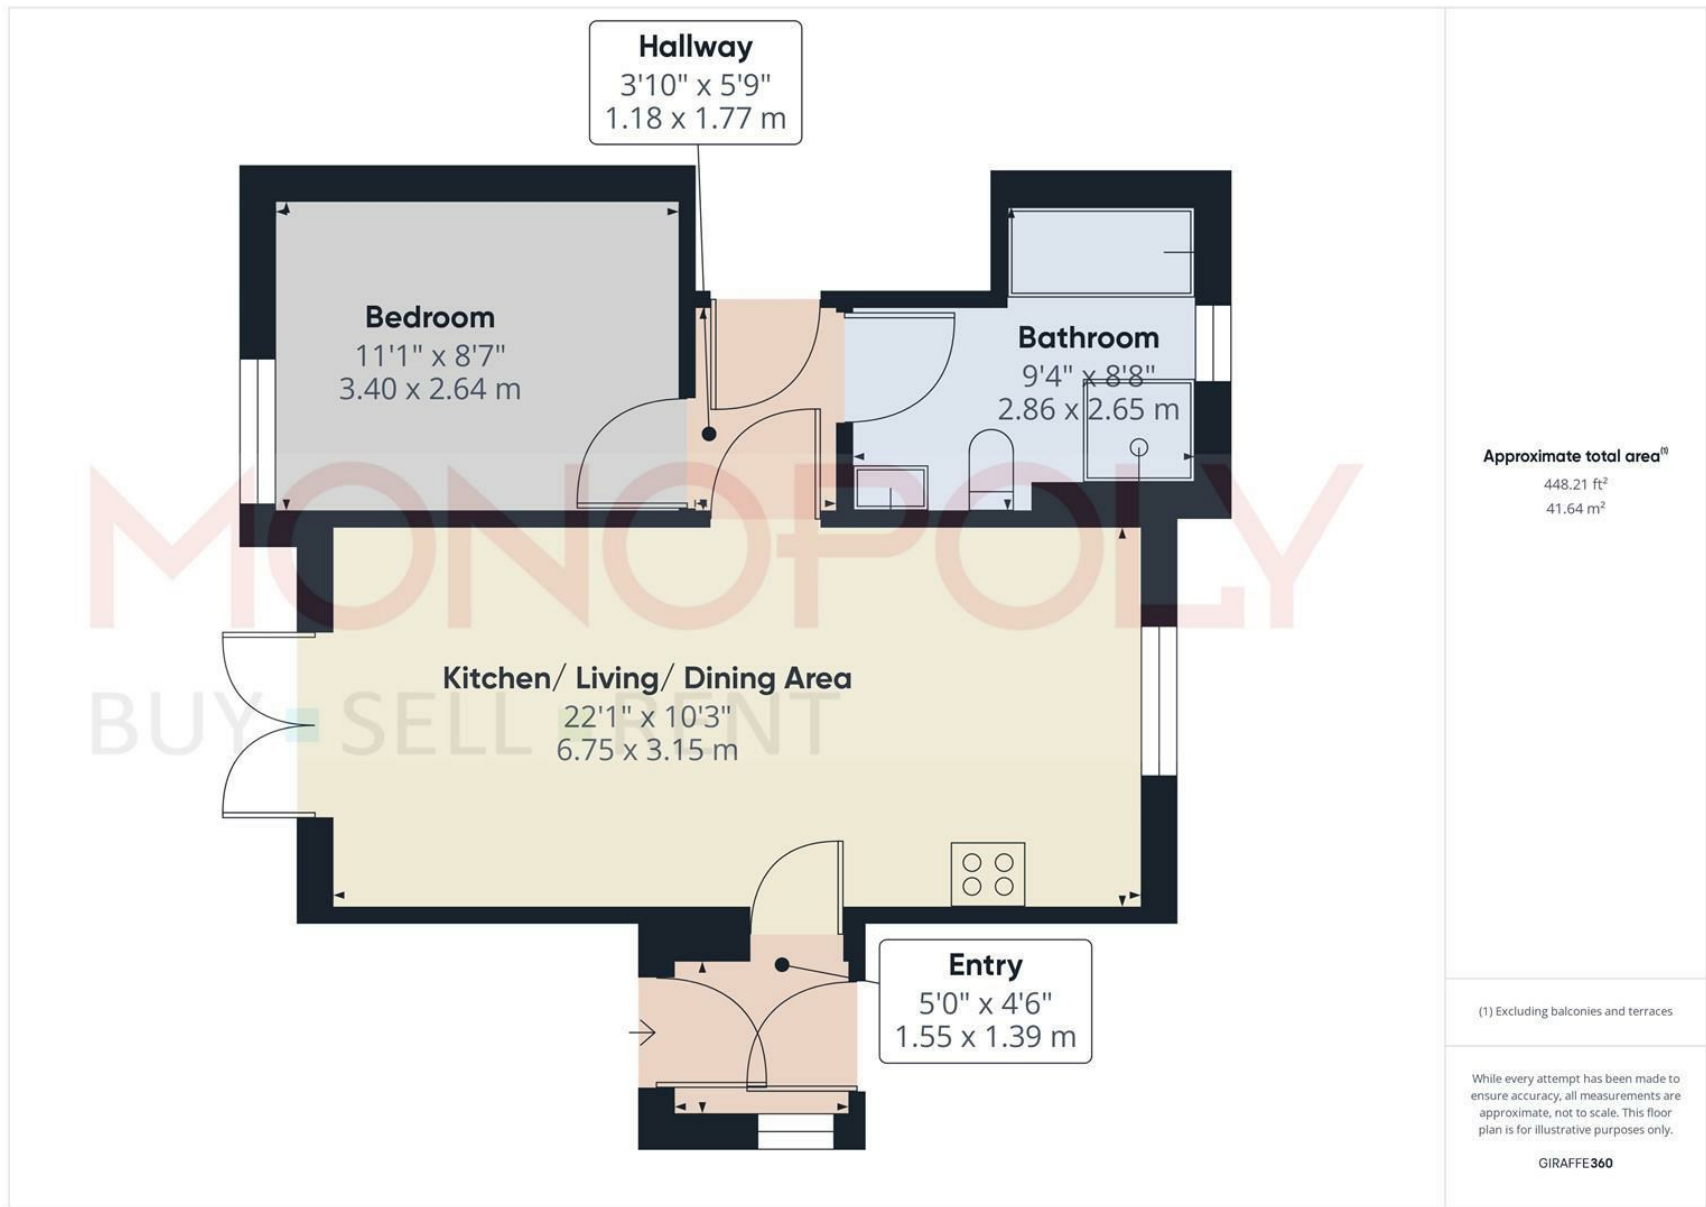 Hallway
3'10" x 5'9"
1.18 x 1.77 m
Bedroom
11'1" x 8'7"
3.40 x 2.64 m
Bathroom
9'4" x 8'8"
2.86 x 2.65 m
MONOPOLY
BUY SELL RENT
Kitchen/ Living/ Dining Area
22'1" x 10'3"
6.75 x 3.15 m
Entry
5'0" x 4'6"
1.55 x 1.39 m
Approximate total area(1)
448.21 ft²
41.64 m²
(1) Excluding balconies and terraces
While every attempt has been made to
ensure accuracy, all measurements are
approximate, not to scale. This floor
plan is for illustrative purposes only.
GIRAFFE360